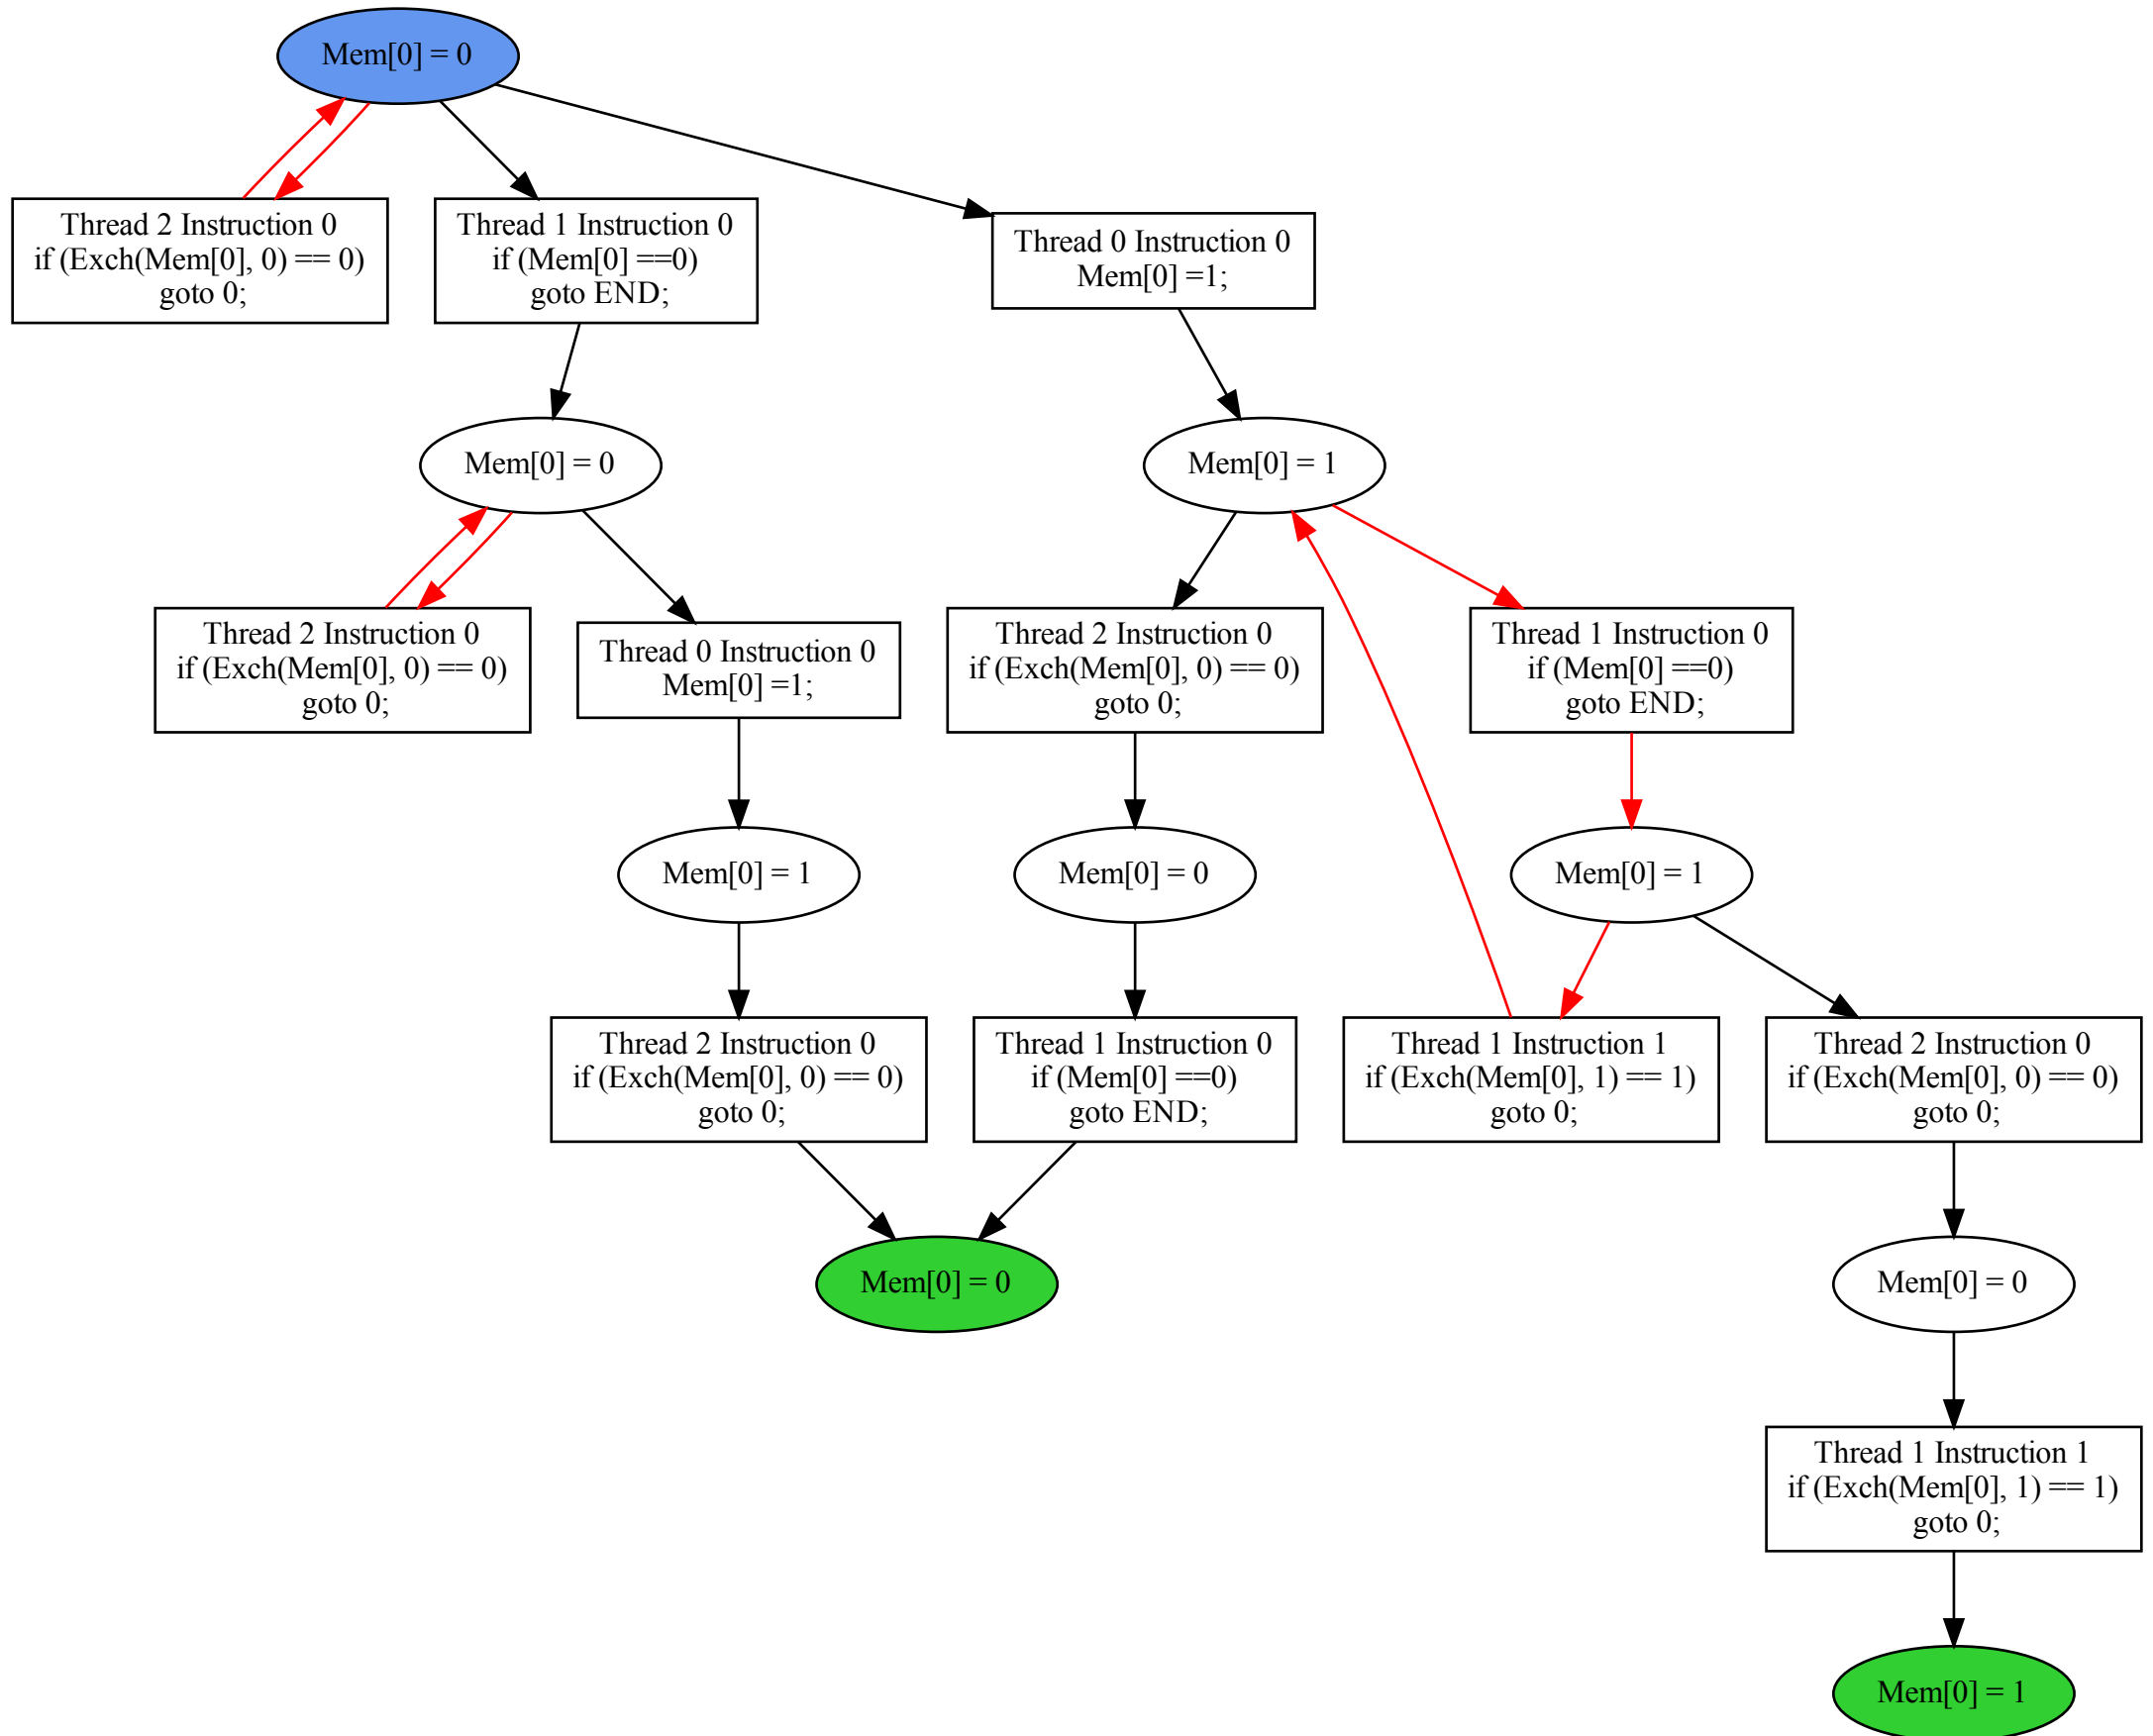 Mem[0] = 0
Thread 2 Instruction 0
if (Exch(Mem[0], 0) == 0)
goto 0;
Thread 1 Instruction 0
if (Mem[0] ==0)
goto END;
Thread 0 Instruction 0
Mem[0] =1;
Mem[0] = 0
Mem[0] = 1
Thread 2 Instruction 0
if (Exch(Mem[0], 0) == 0)
goto 0;
Thread 0 Instruction 0
Mem[0] =1;
Thread 2 Instruction 0
if (Exch(Mem[0], 0) == 0)
goto 0;
Thread 1 Instruction 0
if (Mem[0] ==0)
goto END;
Mem[0] = 1
Mem[0] = 0
Mem[0] = 1
Thread 2 Instruction 0
if (Exch(Mem[0], 0) == 0)
goto 0;
Thread 1 Instruction 0
if (Mem[0] ==0)
goto END;
Thread 1 Instruction 1
if (Exch(Mem[0], 1) == 1)
goto 0;
Thread 2 Instruction 0
if (Exch(Mem[0], 0) == 0)
goto 0;
Mem[0] = 0
Mem[0] = 0
Thread 1 Instruction 1
if (Exch(Mem[0], 1) == 1)
goto 0;
Mem[0] = 1